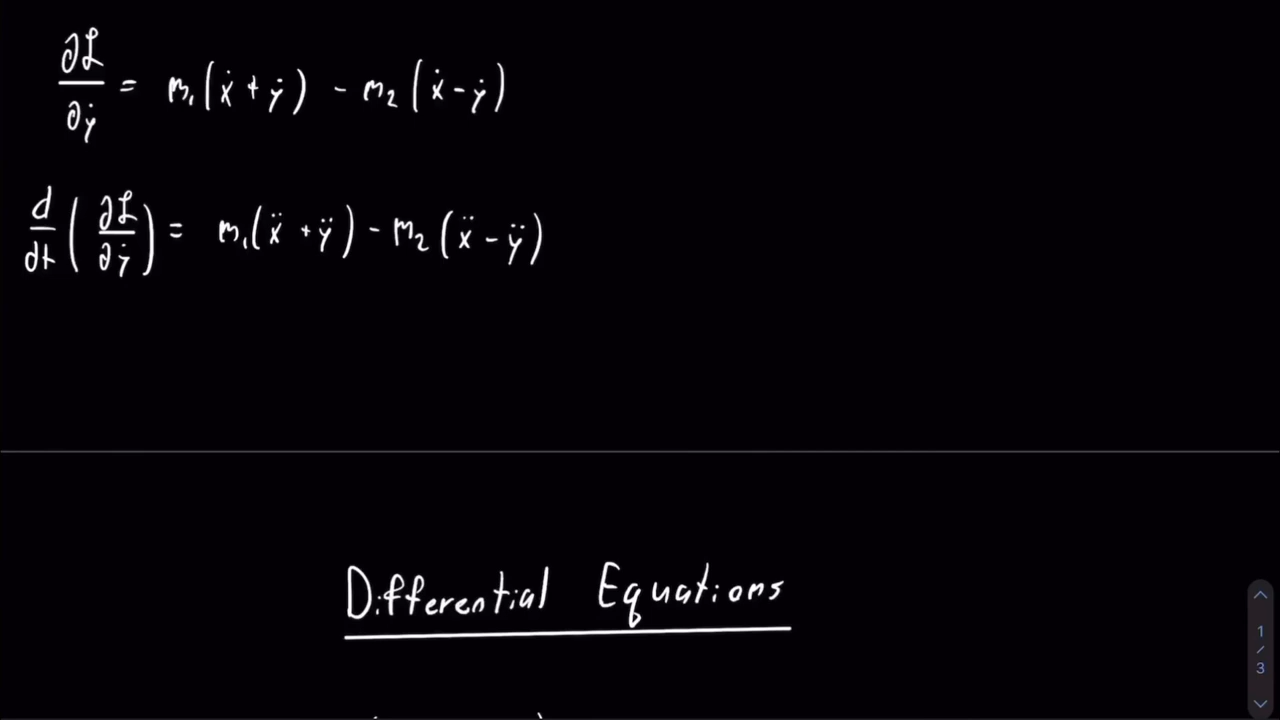 ∂ℒ/∂ẏ = m₁(ẋ + ẏ) - m₂(ẋ - ẏ)
d/dt(∂ℒ/∂ẏ) = m₁(ẍ + ÿ) - m₂(ẍ - ÿ)
Differential Equations
1
/
3